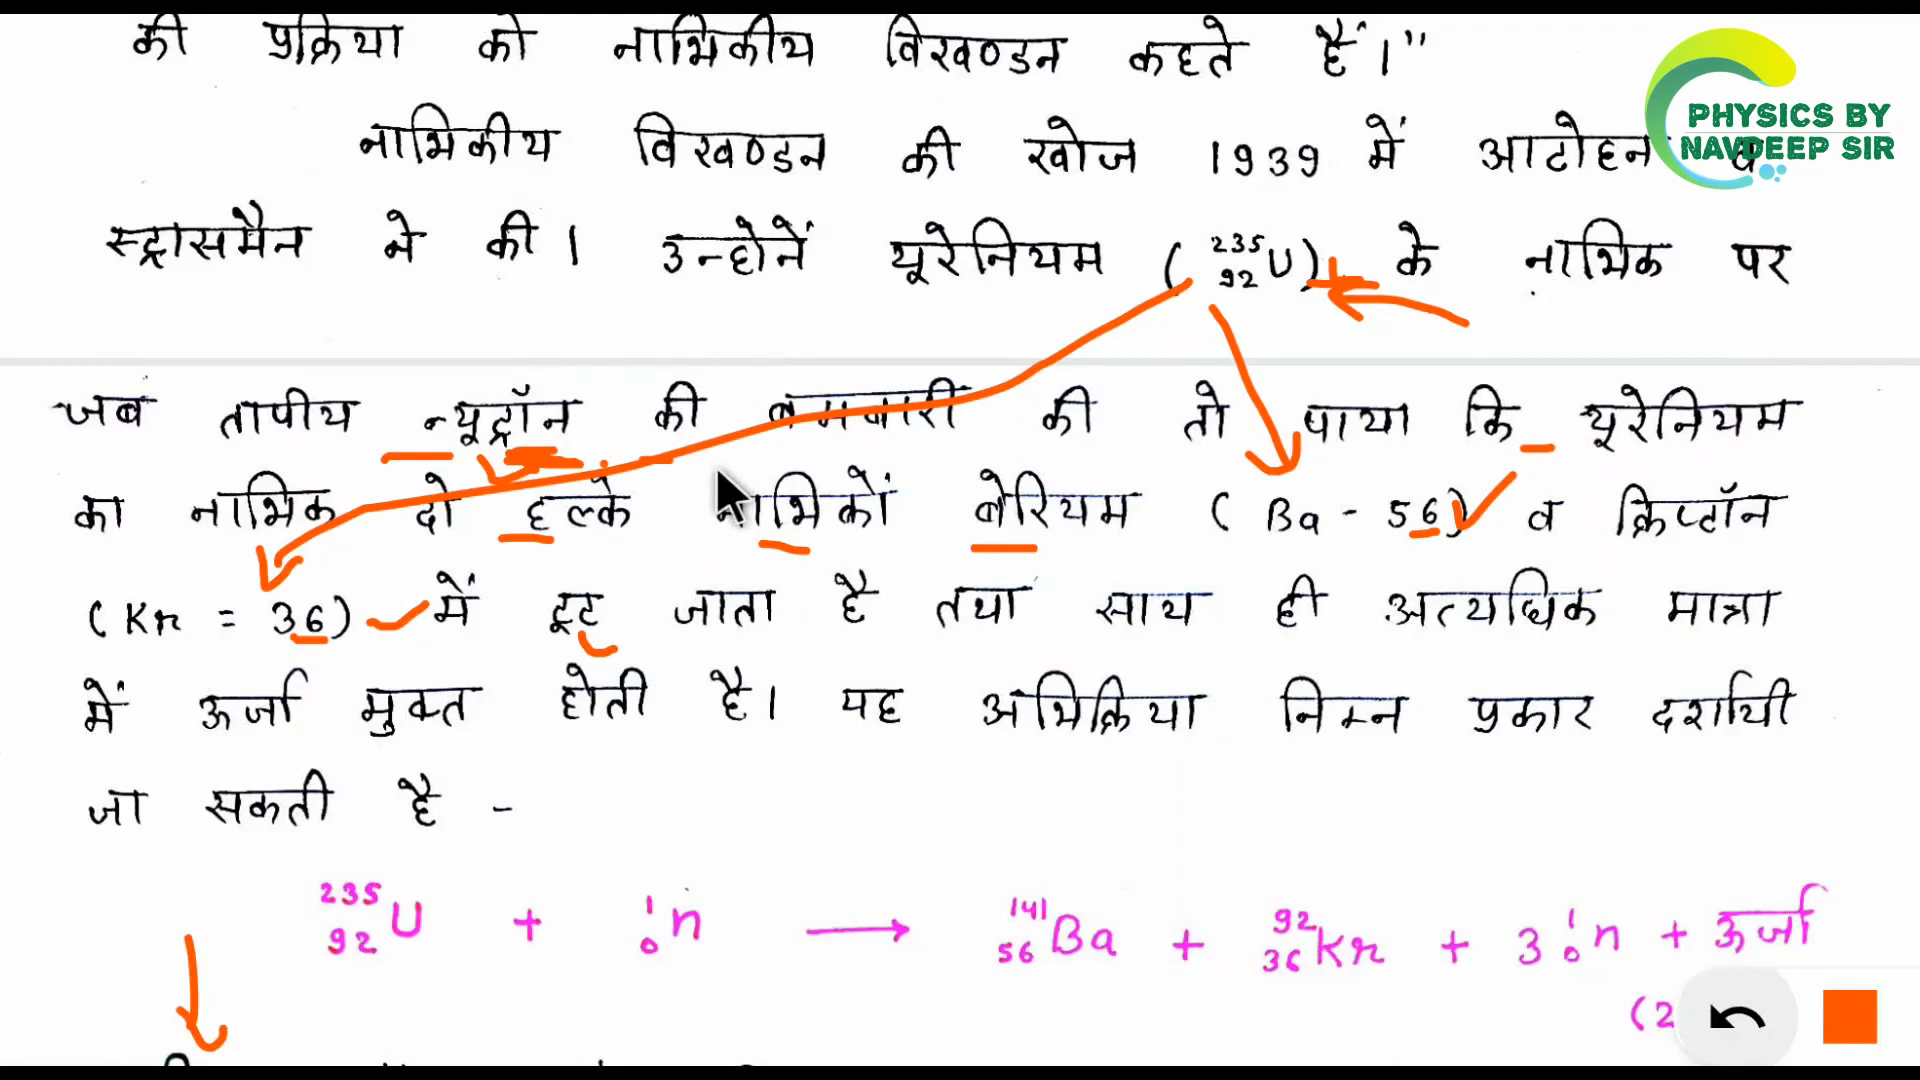 की प्रक्रिया को नाभिकीय विखण्डन कहते हैं।"
PHYSICS BY
NAVDEEP SIR
नाभिकीय विखण्डन की खोज 1939 में आटोहन व
स्ट्रासमैन ने की। उन्होनें यूरेनियम ( ²³⁵₉₂U ) के नाभिक पर
जब तापीय न्यूट्रॉन की बमबारी की तो पाया कि यूरेनियम
का नाभिक दो हल्के नाभिकों बेरियम ( Ba - 56) व क्रिप्टॉन
(Kr = 36) में टूट जाता है तथा साथ ही अत्यधिक मात्रा
में ऊर्जा मुक्त होती है। यह अभिक्रिया निम्न प्रकार दर्शायी
जा सकती है -
²³⁵₉₂U + ¹₀n → ¹⁴¹₅₆Ba + ⁹²₃₆Kr + 3 ¹₀n + ऊर्जा
(2